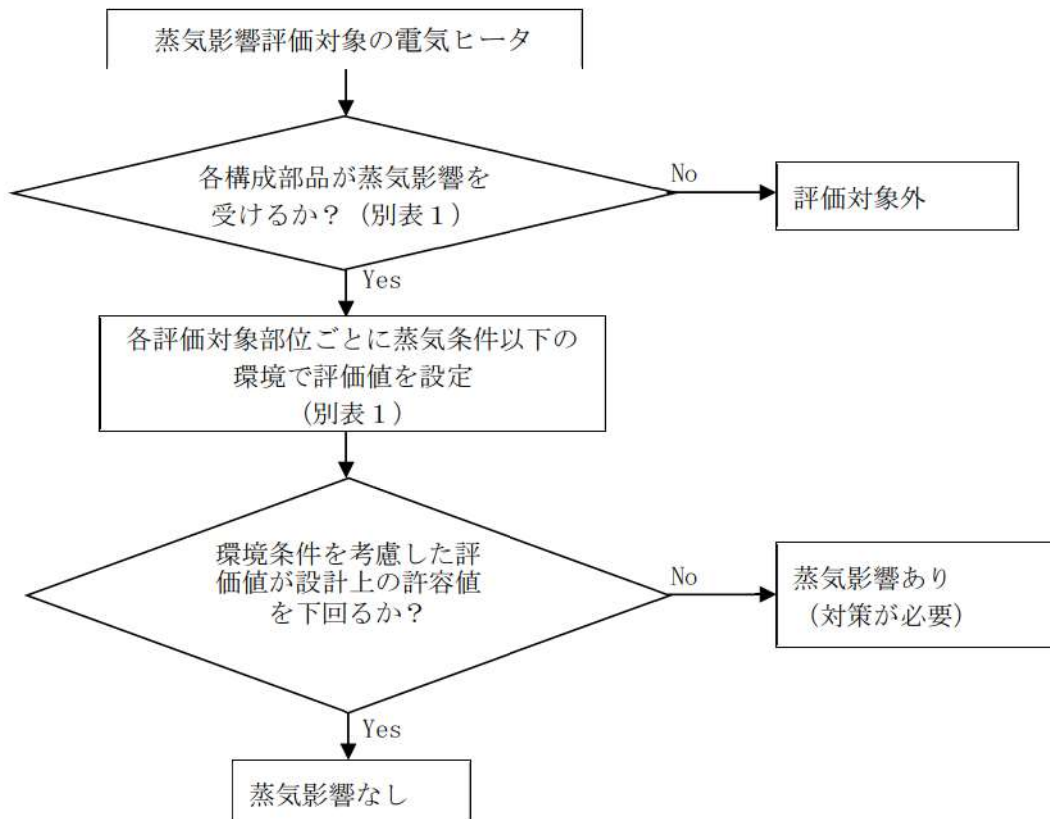 蒸気影響評価対象の電気ヒータ
各構成部品が蒸気影響を
受けるか？（別表１）
No
評価対象外
Yes
各評価対象部位ごとに蒸気条件以下の
環境で評価値を設定
（別表１）
環境条件を考慮した評
価値が設計上の許容値
を下回るか？
No
蒸気影響あり
（対策が必要）
Yes
蒸気影響なし